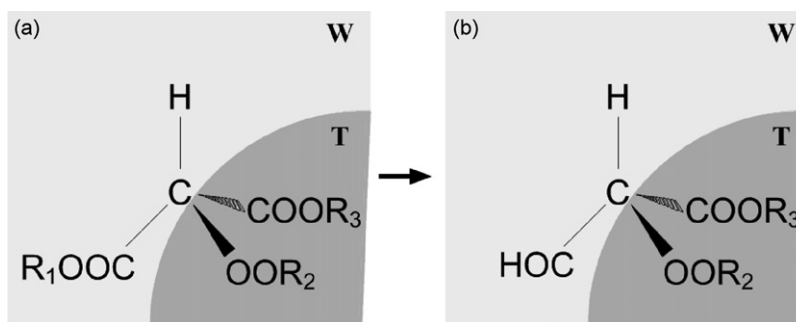 (a) W
H
T
C
COOR₃
R₁OOC
OOR₂
(b) W
H
T
C
COOR₃
HOC
OOR₂